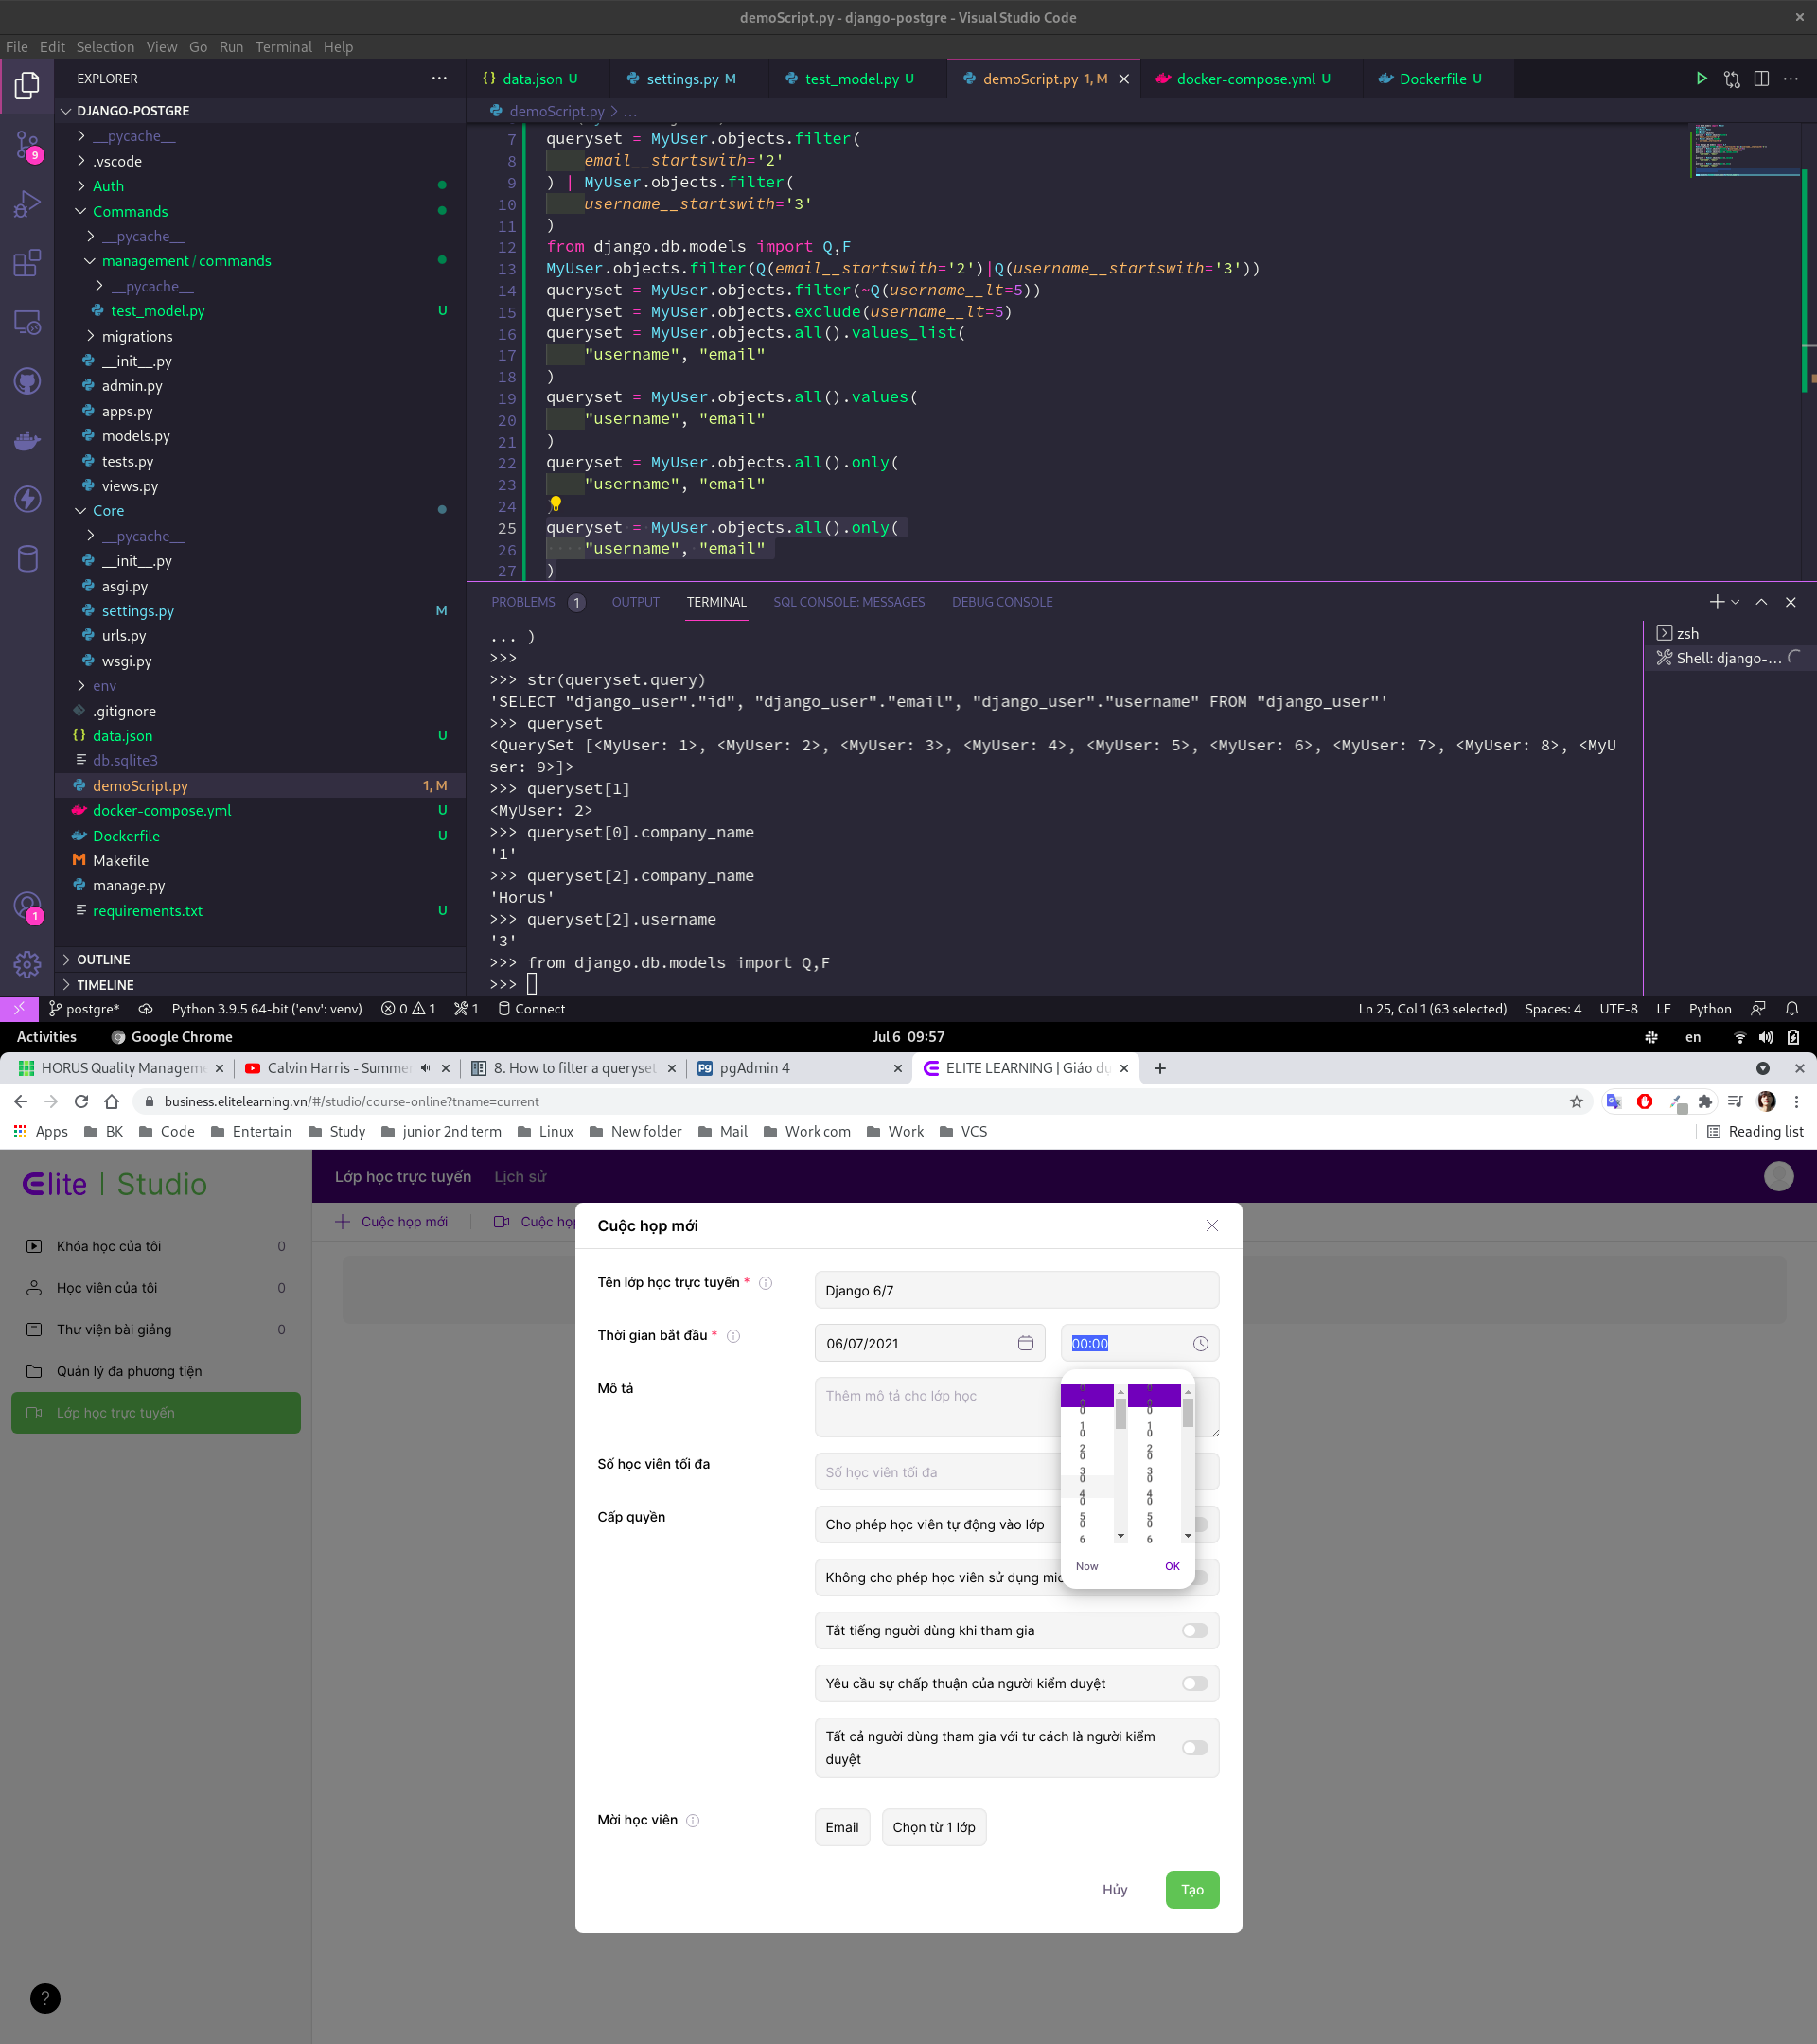 demoScript.py - django-postgre - Visual Studio Code
File Edit Selection View Go Run Terminal Help
EXPLORER
DJANGO-POSTGRE
__pycache__
.vscode
Auth
Commands
__pycache__
management / commands
__pycache__
test_model.py U
migrations
__init__.py
admin.py
apps.py
models.py
tests.py
views.py
Core
__pycache__
__init__.py
asgi.py
settings.py M
urls.py
wsgi.py
env
.gitignore
data.json U
db.sqlite3
demoScript.py 1, M
docker-compose.yml U
Dockerfile U
Makefile
manage.py
requirements.txt U
OUTLINE
TIMELINE
9
1
data.json U settings.py M test_model.py U demoScript.py 1, M docker-compose.yml U Dockerfile U
demoScript.py > ...
7 queryset = MyUser.objects.filter(
8 email__startswith='2'
9 ) | MyUser.objects.filter(
10 username__startswith='3'
11 )
12 from django.db.models import Q,F
13 MyUser.objects.filter(Q(email__startswith='2')|Q(username__startswith='3'))
14 queryset = MyUser.objects.filter(~Q(username__lt=5))
15 queryset = MyUser.objects.exclude(username__lt=5)
16 queryset = MyUser.objects.all().values_list(
17 "username", "email"
18 )
19 queryset = MyUser.objects.all().values(
20 "username", "email"
21 )
22 queryset = MyUser.objects.all().only(
23 "username", "email"
24 )
25 queryset = MyUser.objects.all().only(
26 "username", "email"
27 )
PROBLEMS 1 OUTPUT TERMINAL SQL CONSOLE: MESSAGES DEBUG CONSOLE
... )
>>>
>>> str(queryset.query)
'SELECT "django_user"."id", "django_user"."email", "django_user"."username" FROM "django_user"'
>>> queryset
<QuerySet [<MyUser: 1>, <MyUser: 2>, <MyUser: 3>, <MyUser: 4>, <MyUser: 5>, <MyUser: 6>, <MyUser: 7>, <MyUser: 8>, <MyU
ser: 9>]>
>>> queryset[1]
<MyUser: 2>
>>> queryset[0].company_name
'1'
>>> queryset[2].company_name
'Horus'
>>> queryset[2].username
'3'
>>> from django.db.models import Q,F
>>>
zsh
Shell: django-...
postgre* Python 3.9.5 64-bit ('env': venv) 0 1 1 Connect Ln 25, Col 1 (63 selected) Spaces: 4 UTF-8 LF Python
Activities Google Chrome Jul 6 09:57 en
HORUS Quality Manageme Calvin Harris - Summer 8. How to filter a queryset pgAdmin 4 ELITE LEARNING | Giáo dụ
business.elitelearning.vn/#/studio/course-online?tname=current
Apps BK Code Entertain Study junior 2nd term Linux New folder Mail Work com Work VCS Reading list
Elite | Studio
Khóa học của tôi 0
Học viên của tôi 0
Thư viện bài giảng 0
Quản lý đa phương tiện
Lớp học trực tuyến
?
Lớp học trực tuyến Lịch sử
Cuộc họp mới Cuộc họp
Cuộc họp mới
Tên lớp học trực tuyến * Django 6/7
Thời gian bắt đầu * 06/07/2021 00:00
Mô tả Thêm mô tả cho lớp học
Số học viên tối đa Số học viên tối đa
Cấp quyền Cho phép học viên tự động vào lớp
Now OK
Không cho phép học viên sử dụng mic
Tắt tiếng người dùng khi tham gia
Yêu cầu sự chấp thuận của người kiểm duyệt
Tất cả người dùng tham gia với tư cách là người kiểm
duyệt
Mời học viên Email Chọn từ 1 lớp
Hủy Tạo